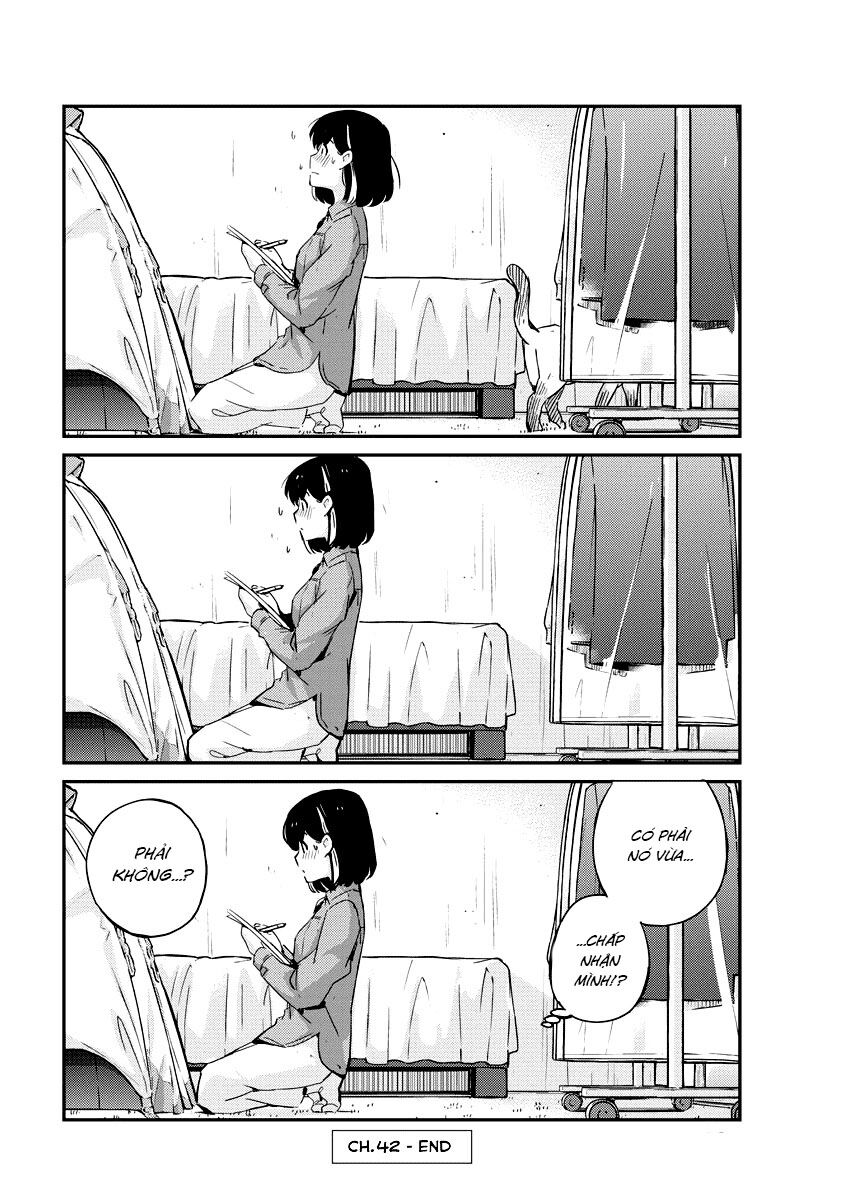 CÓ PHẢI
NÓ VỪA...
...CHẤP
NHẬN
MÌNH!?
PHẢI
KHÔNG...?
CH.42 - END